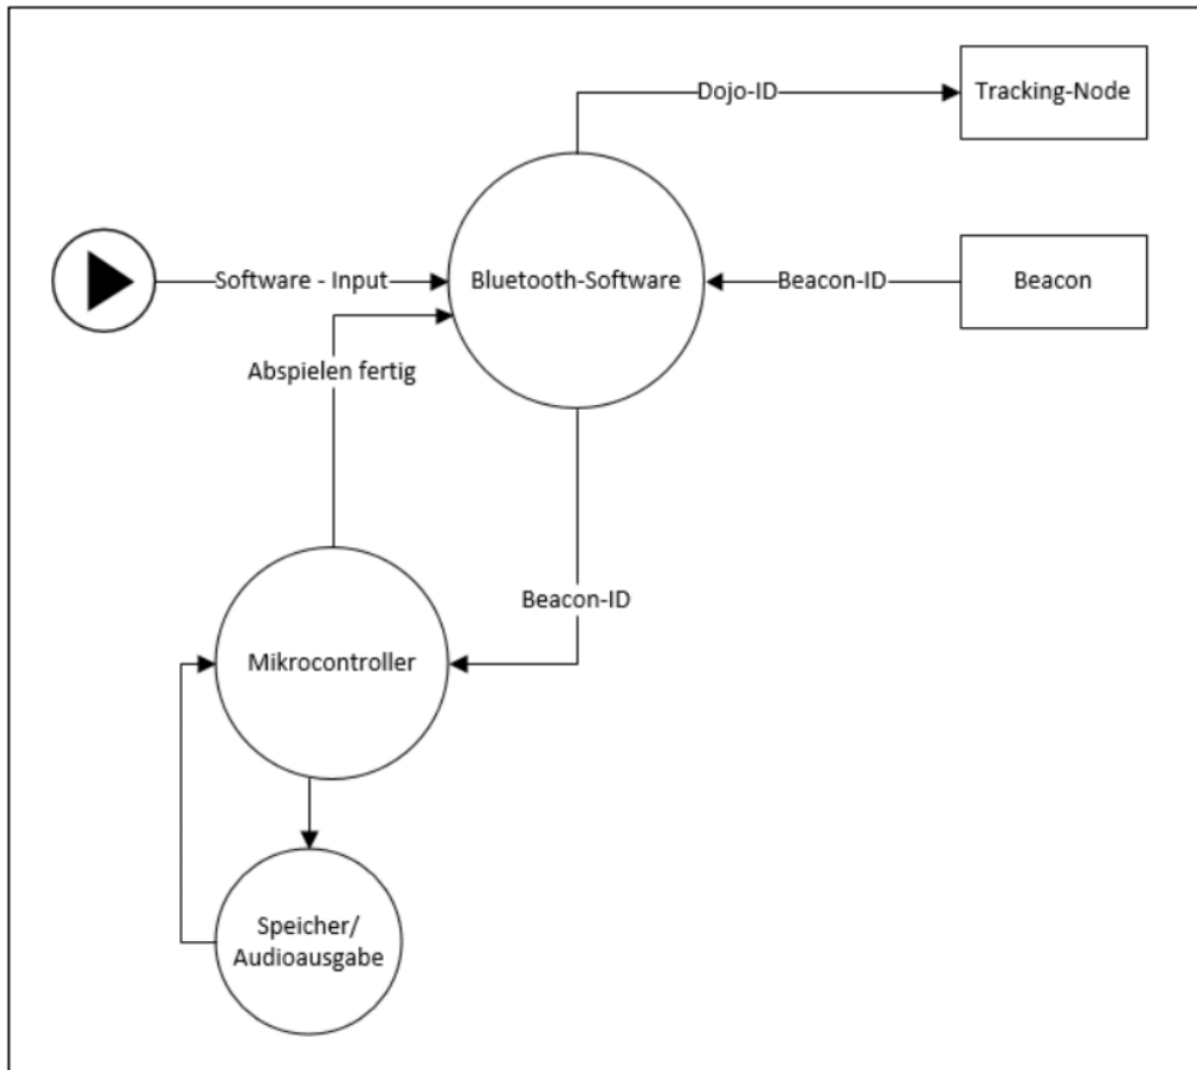 Dojo-ID
Tracking-Node
Software - Input
Bluetooth-Software
Beacon-ID
Beacon
Abspielen fertig
Beacon-ID
Mikrocontroller
Speicher/
Audioausgabe